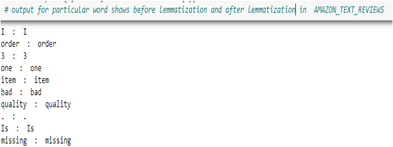 # output for particular word shows before lemmatization and after lemmatization in AMAZON_TEXT_REVIEWS
I : I
order : order
3 : 3
one : one
item : item
bad : bad
quality : quality
. : .
Is : Is
missing : missing